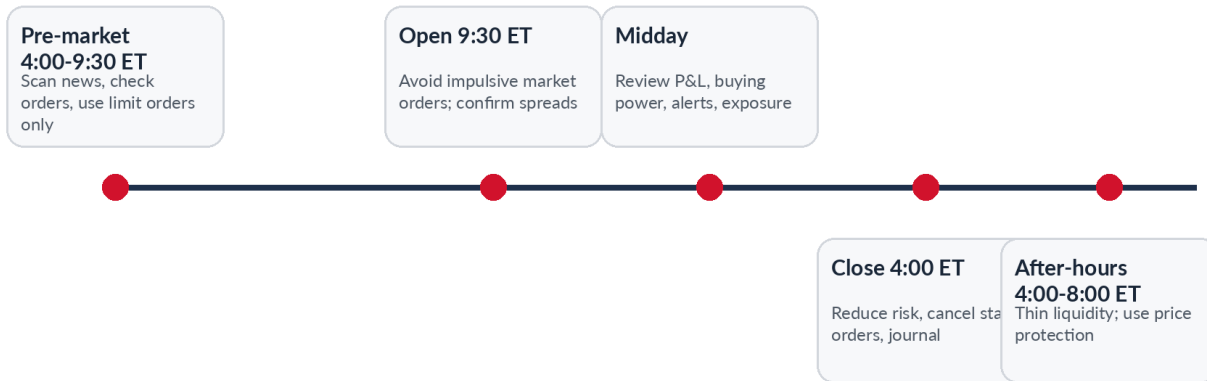 Pre-market
4:00-9:30 ET
Scan news, check
orders, use limit orders
only
Open 9:30 ET
Avoid impulsive market
orders; confirm spreads
Midday
Review P&L, buying
power, alerts, exposure
Close 4:00 ET
Reduce risk, cancel
orders, journal
After-hours
4:00-8:00 ET
Thin liquidity; use price
protection